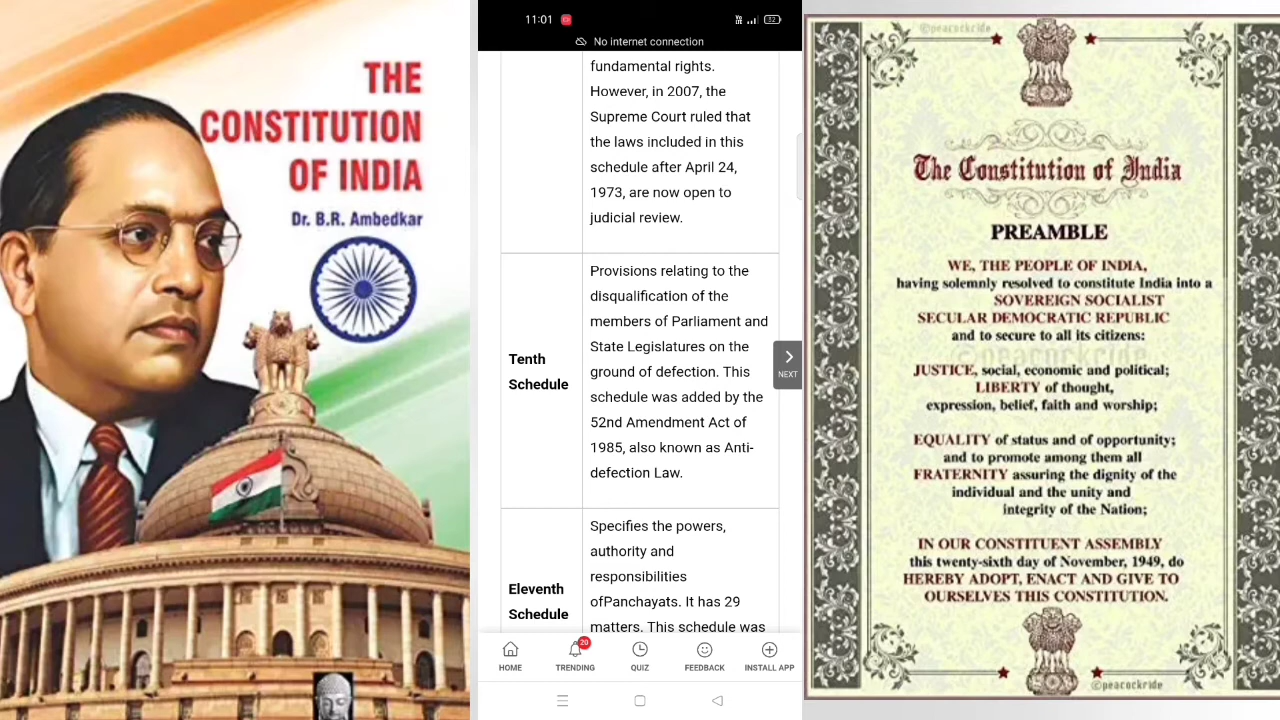 THE
CONSTITUTION
OF INDIA
Dr. B.R. Ambedkar
11:01
32
No internet connection
fundamental rights.
However, in 2007, the
Supreme Court ruled that
the laws included in this
schedule after April 24,
1973, are now open to
judicial review.
Tenth
Schedule
Provisions relating to the
disqualification of the
members of Parliament and
State Legislatures on the
ground of defection. This
schedule was added by the
52nd Amendment Act of
1985, also known as Anti-
defection Law.
NEXT
Eleventh
Schedule
Specifies the powers,
authority and
responsibilities
ofPanchayats. It has 29
matters. This schedule was
20
HOME
TRENDING
QUIZ
FEEDBACK
INSTALL APP
©peacockride
The Constitution of India
PREAMBLE
WE, THE PEOPLE OF INDIA,
having solemnly resolved to constitute India into a
SOVEREIGN SOCIALIST
SECULAR DEMOCRATIC REPUBLIC
and to secure to all its citizens:
©peacockride
JUSTICE, social, economic and political;
LIBERTY of thought,
expression, belief, faith and worship;
EQUALITY of status and of opportunity;
and to promote among them all
FRATERNITY assuring the dignity of the
individual and the unity and
integrity of the Nation;
IN OUR CONSTITUENT ASSEMBLY
this twenty-sixth day of November, 1949, do
HEREBY ADOPT, ENACT AND GIVE TO
OURSELVES THIS CONSTITUTION.
©peacockride